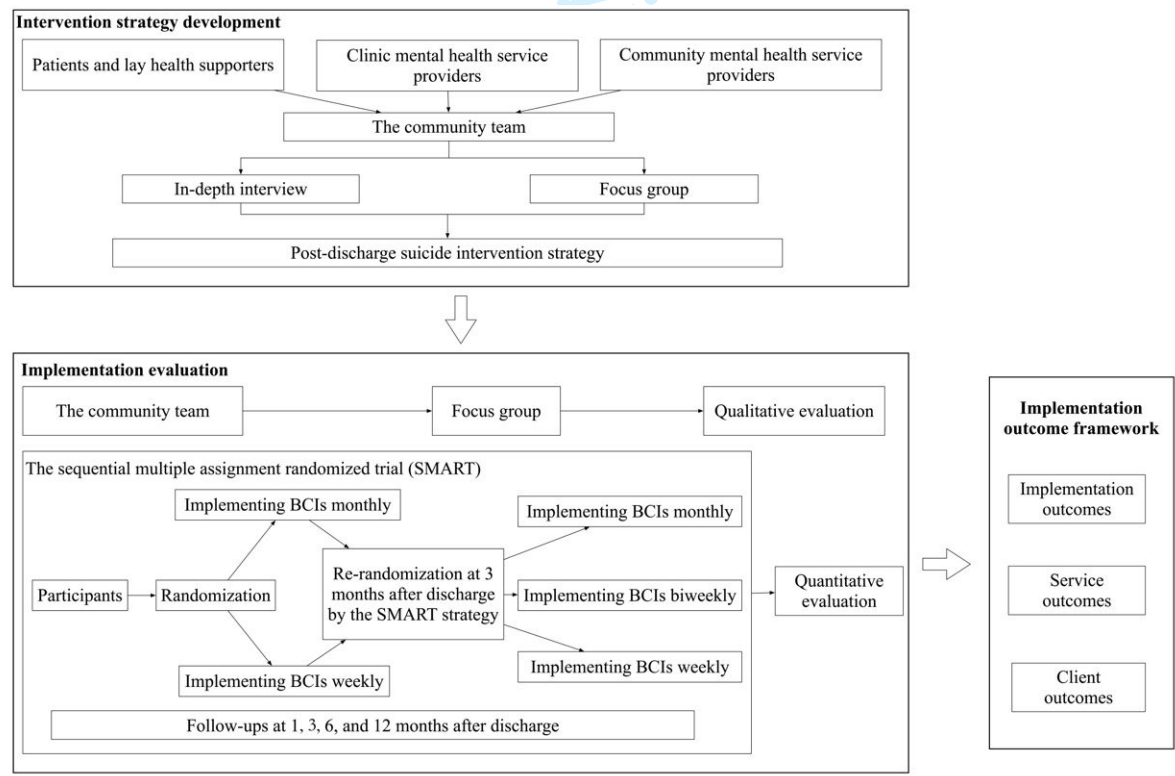 Intervention strategy development
Patients and lay health supporters
Clinic mental health service
providers
Community mental health service
providers
The community team
In-depth interview
Focus group
Post-discharge suicide intervention strategy
Implementation evaluation
The community team
Focus group
Qualitative evaluation
The sequential multiple assignment randomized trial (SMART)
Implementing BCIs monthly
Participants
Randomization
Implementing BCIs weekly
Re-randomization at 3
months after discharge
by the SMART strategy
Implementing BCIs monthly
Implementing BCIs biweekly
Implementing BCIs weekly
Quantitative
evaluation
Follow-ups at 1, 3, 6, and 12 months after discharge
Implementation
outcome framework
Implementation
outcomes
Service
outcomes
Client
outcomes